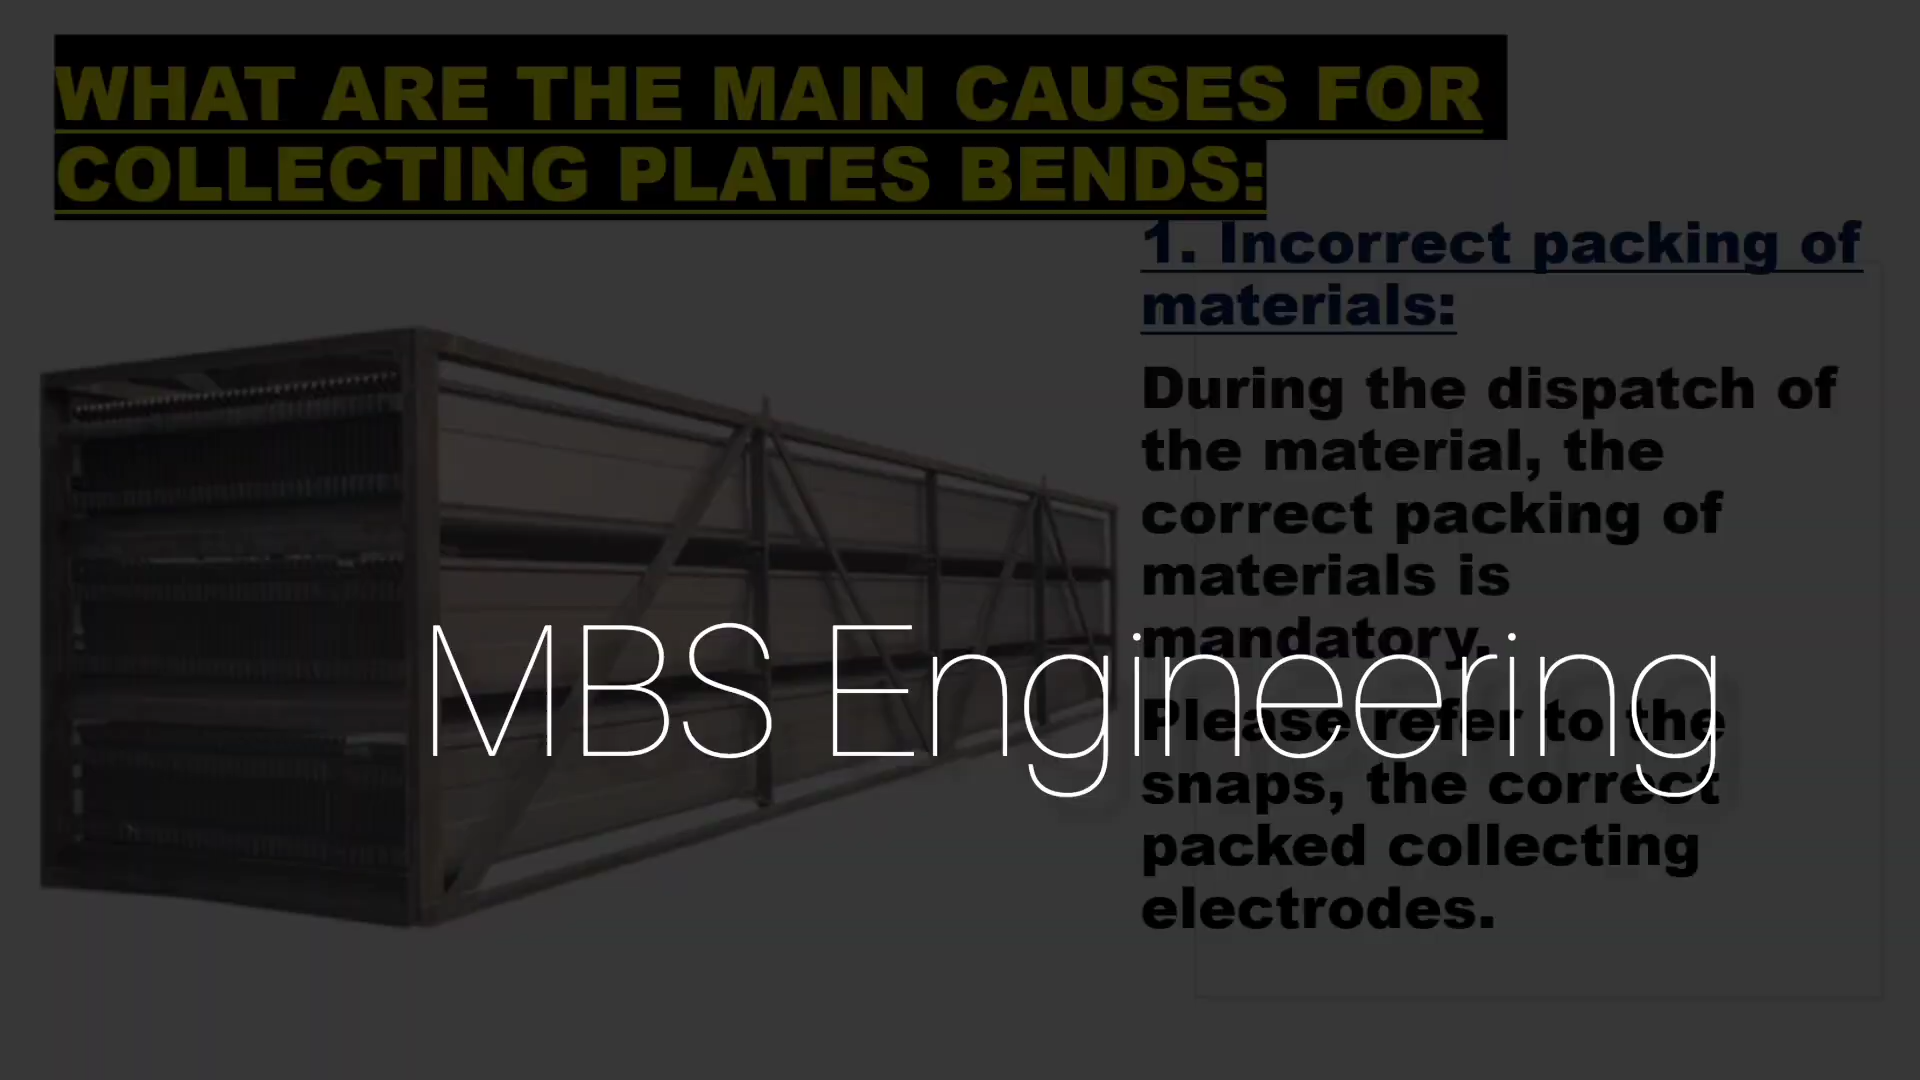 WHAT ARE THE MAIN CAUSES FOR
COLLECTING PLATES BENDS:
1. Incorrect packing of
materials:
During the dispatch of
the material, the
correct packing of
materials is
mandatory.
Please refer to the
snaps, the correct
packed collecting
electrodes.
MBS Engineering